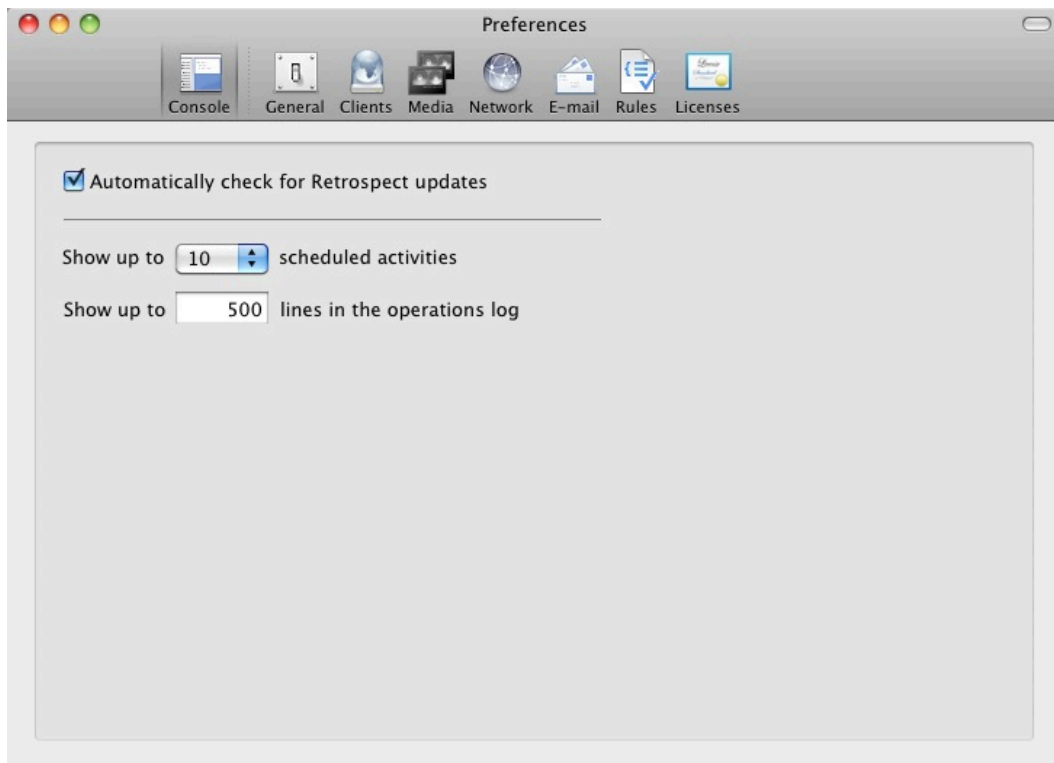 Preferences
Console General Clients Media Network E-mail Rules Licenses
Automatically check for Retrospect updates
Show up to 10 scheduled activities
Show up to 500 lines in the operations log